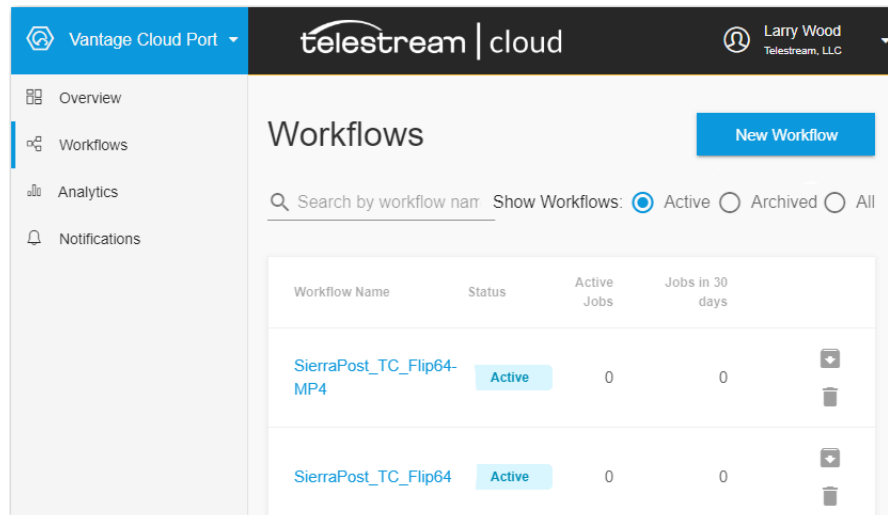 Vantage Cloud Port
telestream | cloud
Larry Wood
Telestream, LLC
Overview
Workflows
Analytics
Notifications
Workflows
New Workflow
Search by workflow nam Show Workflows: Active Archived All
Workflow Name Status Active Jobs in 30
Jobs days
SierraPost_TC_Flip64-
MP4
Active 0 0
SierraPost_TC_Flip64 Active 0 0